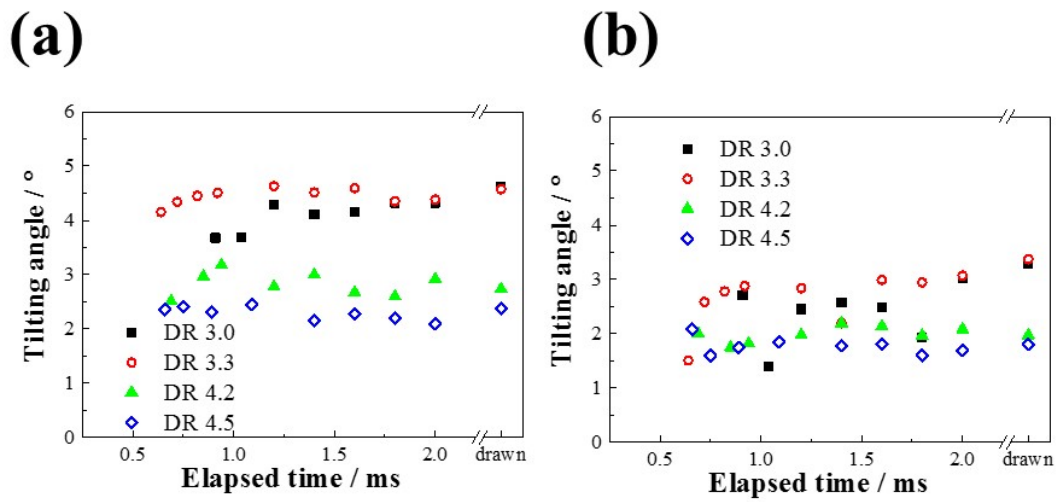 (a)
Tilting angle / °
6
5
4
3
2
1
0
DR 3.0
DR 3.3
DR 4.2
DR 4.5
0.5 1.0 1.5 2.0 drawn
Elapsed time / ms
(b)
Tilting angle / °
6
5
4
3
2
1
0
DR 3.0
DR 3.3
DR 4.2
DR 4.5
0.5 1.0 1.5 2.0 drawn
Elapsed time / ms